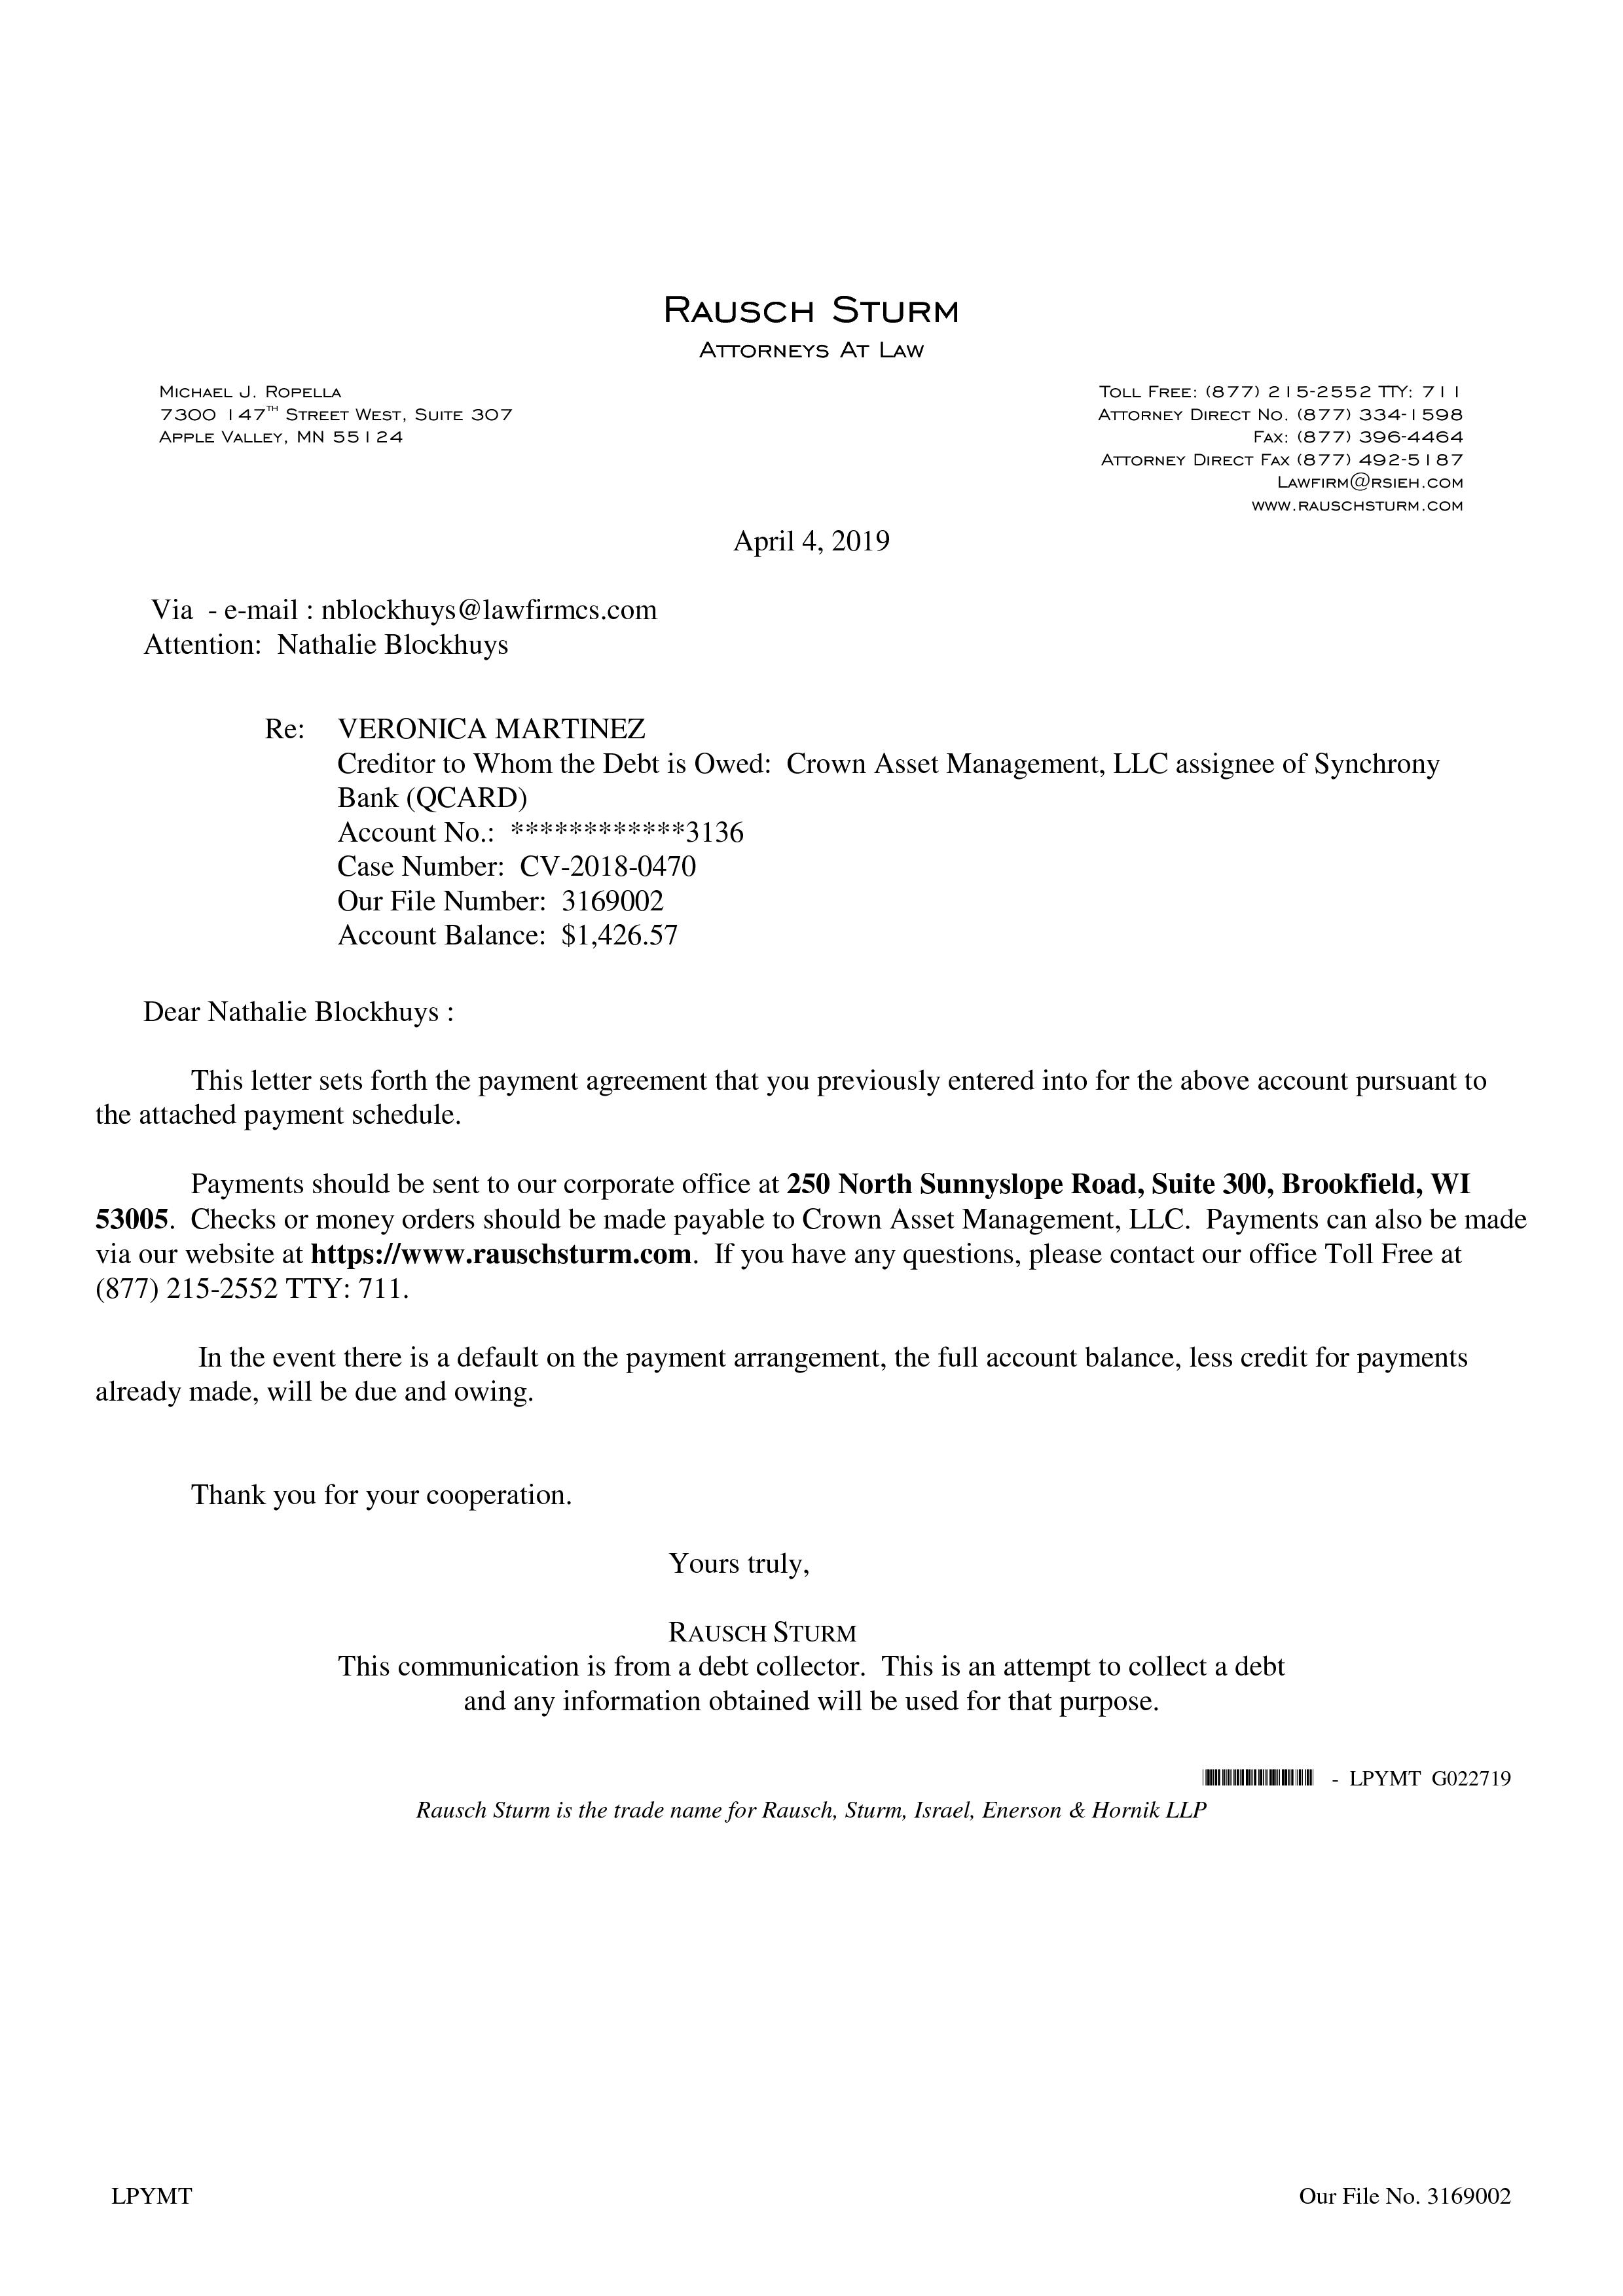 RAUSCH STURM
ATTORNEYS AT LAW
MICHAEL J. ROPELLA
7300 147TH STREET WEST, SUITE 307
APPLE VALLEY, MN 55124
TOLL FREE: (877) 215-2552 TTY: 711
ATTORNEY DIRECT NO. (877) 334-1598
FAX: (877) 396-4464
ATTORNEY DIRECT FAX (877) 492-5187
LAWFIRM@RSIEH.COM
WWW.RAUSCHSTURM.COM
April 4, 2019
Via - e-mail : nblockhuys@lawfirmcs.com
Attention: Nathalie Blockhuys
Re: VERONICA MARTINEZ
Creditor to Whom the Debt is Owed: Crown Asset Management, LLC assignee of Synchrony
Bank (QCARD)
Account No.: ************3136
Case Number: CV-2018-0470
Our File Number: 3169002
Account Balance: $1,426.57
Dear Nathalie Blockhuys :
This letter sets forth the payment agreement that you previously entered into for the above account pursuant to
the attached payment schedule.
Payments should be sent to our corporate office at 250 North Sunnyslope Road, Suite 300, Brookfield, WI
53005. Checks or money orders should be made payable to Crown Asset Management, LLC. Payments can also be made
via our website at https://www.rauschsturm.com. If you have any questions, please contact our office Toll Free at
(877) 215-2552 TTY: 711.
In the event there is a default on the payment arrangement, the full account balance, less credit for payments
already made, will be due and owing.
Thank you for your cooperation.
Yours truly,
RAUSCH STURM
This communication is from a debt collector. This is an attempt to collect a debt
and any information obtained will be used for that purpose.
- LPYMT G022719
Rausch Sturm is the trade name for Rausch, Sturm, Israel, Enerson & Hornik LLP
LPYMT
Our File No. 3169002